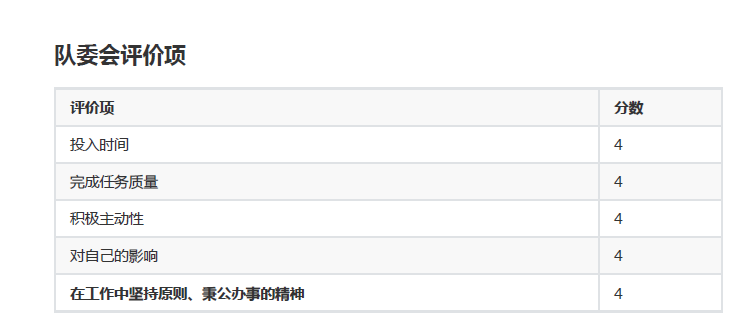 队委会评价项
评价项 分数
投入时间 4
完成任务质量 4
积极主动性 4
对自己的影响 4
在工作中坚持原则、秉公办事的精神 4